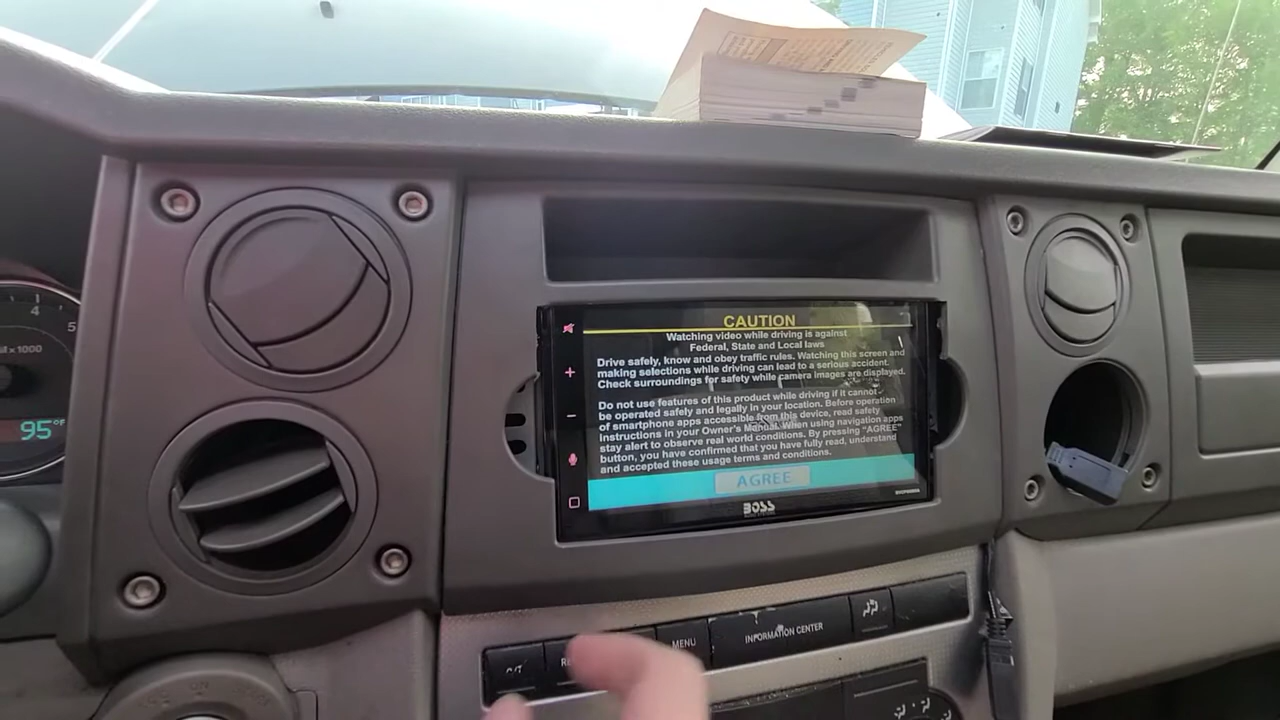 4
5
x 1000
95°F
CAUTION
Watching video while driving is against
Federal, State and Local laws
Drive safely, know and obey traffic rules. Watching this screen and
making selections while driving can lead to a serious accident.
Check surroundings for safety while camera images are displayed.
Do not use features of this product while driving if it cannot
be operated safely and legally in your location. Before operation
of smartphone apps accessible from this device, read safety
instructions in your Owner's Manual. When using navigation apps
stay alert to observe real world conditions. By pressing "AGREE"
button, you have confirmed that you have fully read, understand
and accepted these usage terms and conditions.
AGREE
BOSS
MENU
INFORMATION CENTER
ON